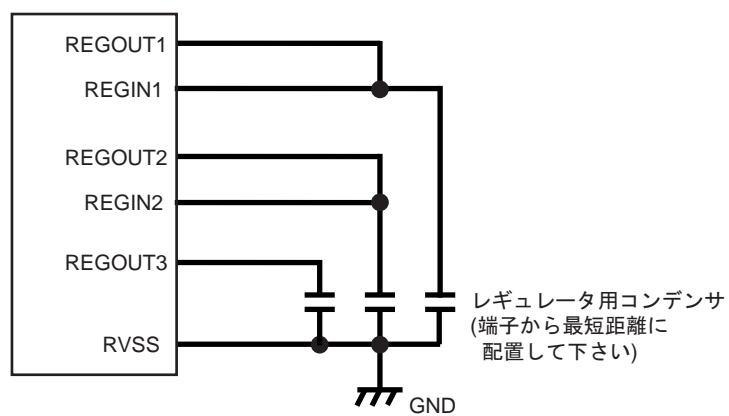 REGOUT1
REGIN1
REGOUT2
REGIN2
REGOUT3
RVSS
レギュレータ用コンデンサ
(端子から最短距離に
配置して下さい)
GND